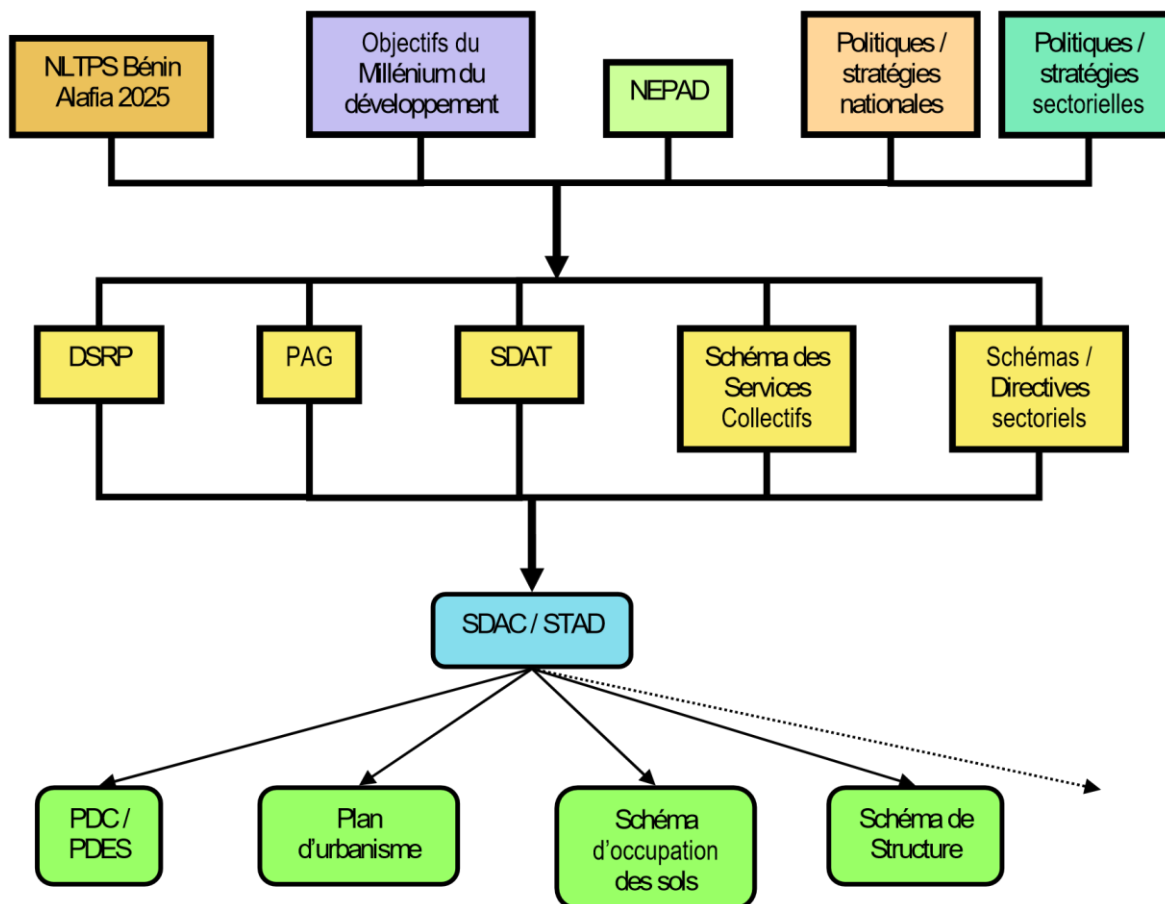 NLTPS Bénin
Alafia 2025
Objectifs du
Millénium du
développement
NEPAD
Politiques /
stratégies
nationales
Politiques /
stratégies
sectorielles
DSRP
PAG
SDAT
Schéma des
Services
Collectifs
Schémas /
Directives
sectoriels
SDAC / STAD
PDC /
PDES
Plan
d’urbanisme
Schéma
d’occupation
des sols
Schéma de
Structure